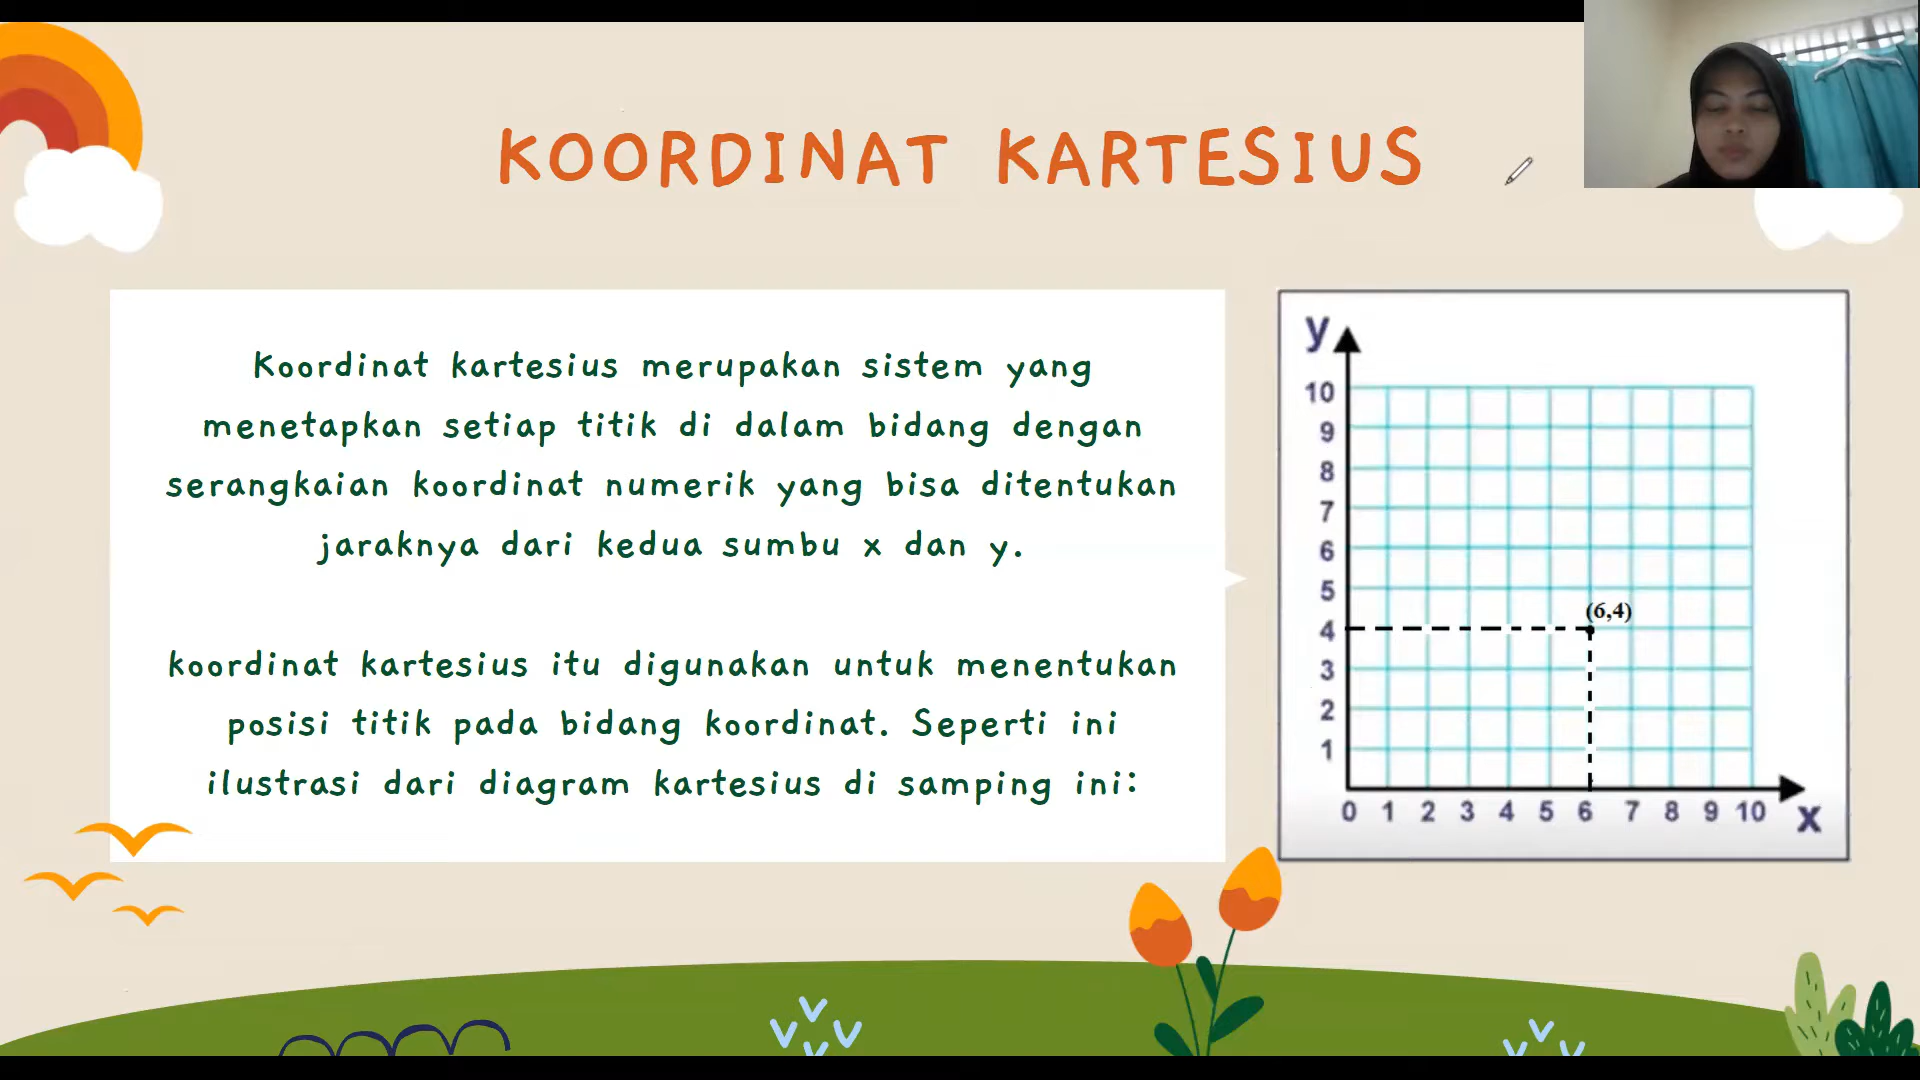 KOORDINAT KARTESIUS
Koordinat kartesius merupakan sistem yang
menetapkan setiap titik di dalam bidang dengan
serangkaian koordinat numerik yang bisa ditentukan
jaraknya dari kedua sumbu x dan y.
koordinat kartesius itu digunakan untuk menentukan
posisi titik pada bidang koordinat. Seperti ini
ilustrasi dari diagram kartesius di samping ini:
y
10
9
8
7
6
5
(6,4)
4
3
2
1
0 1 2 3 4 5 6 7 8 9 10
x